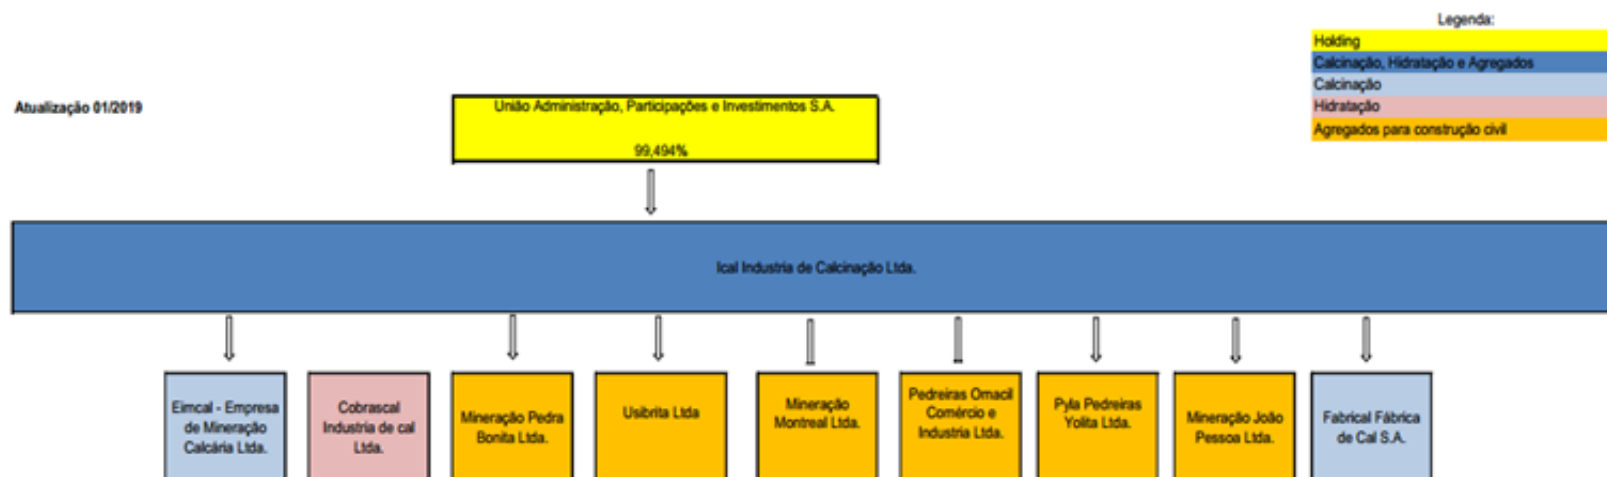 Legenda:
Holding
Calcinação, Hidratação e Agregados
Calcinação
Hidratação
Agregados para construção civil
Atualização 01/2019
União Administração, Participações e Investimentos S.A.
99,494%
Ical Industria de Calcinação Ltda.
Eimcal - Empresa
de Mineração
Calcária Ltda.
Cobrascal
Industria de cal
Ltda.
Mineração Pedra
Bonita Ltda.
Usibrita Ltda
Mineração
Montreal Ltda.
Pedreiras Omacil
Comércio e
Industria Ltda.
Pyla Pedreiras
Yolita Ltda.
Mineração João
Pessoa Ltda.
Fabrical Fábrica
de Cal S.A.